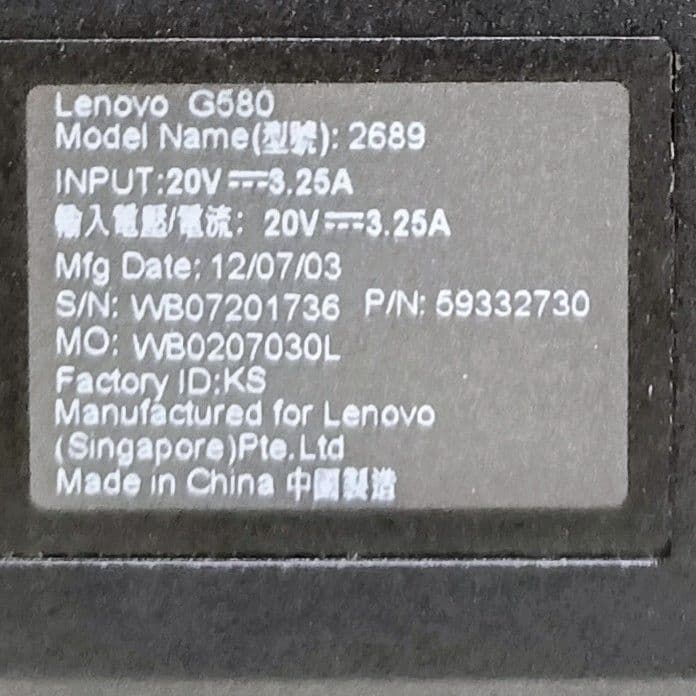 Lenovo G580
Model Name(型號): 2689
INPUT:20V⎓3.25A
輸入電壓/電流: 20V⎓3.25A
Mfg Date: 12/07/03
S/N: WB07201736 P/N: 59332730
MO: WB0207030L
Factory ID:KS
Manufactured for Lenovo
(Singapore)Pte.Ltd
Made in China 中國製造